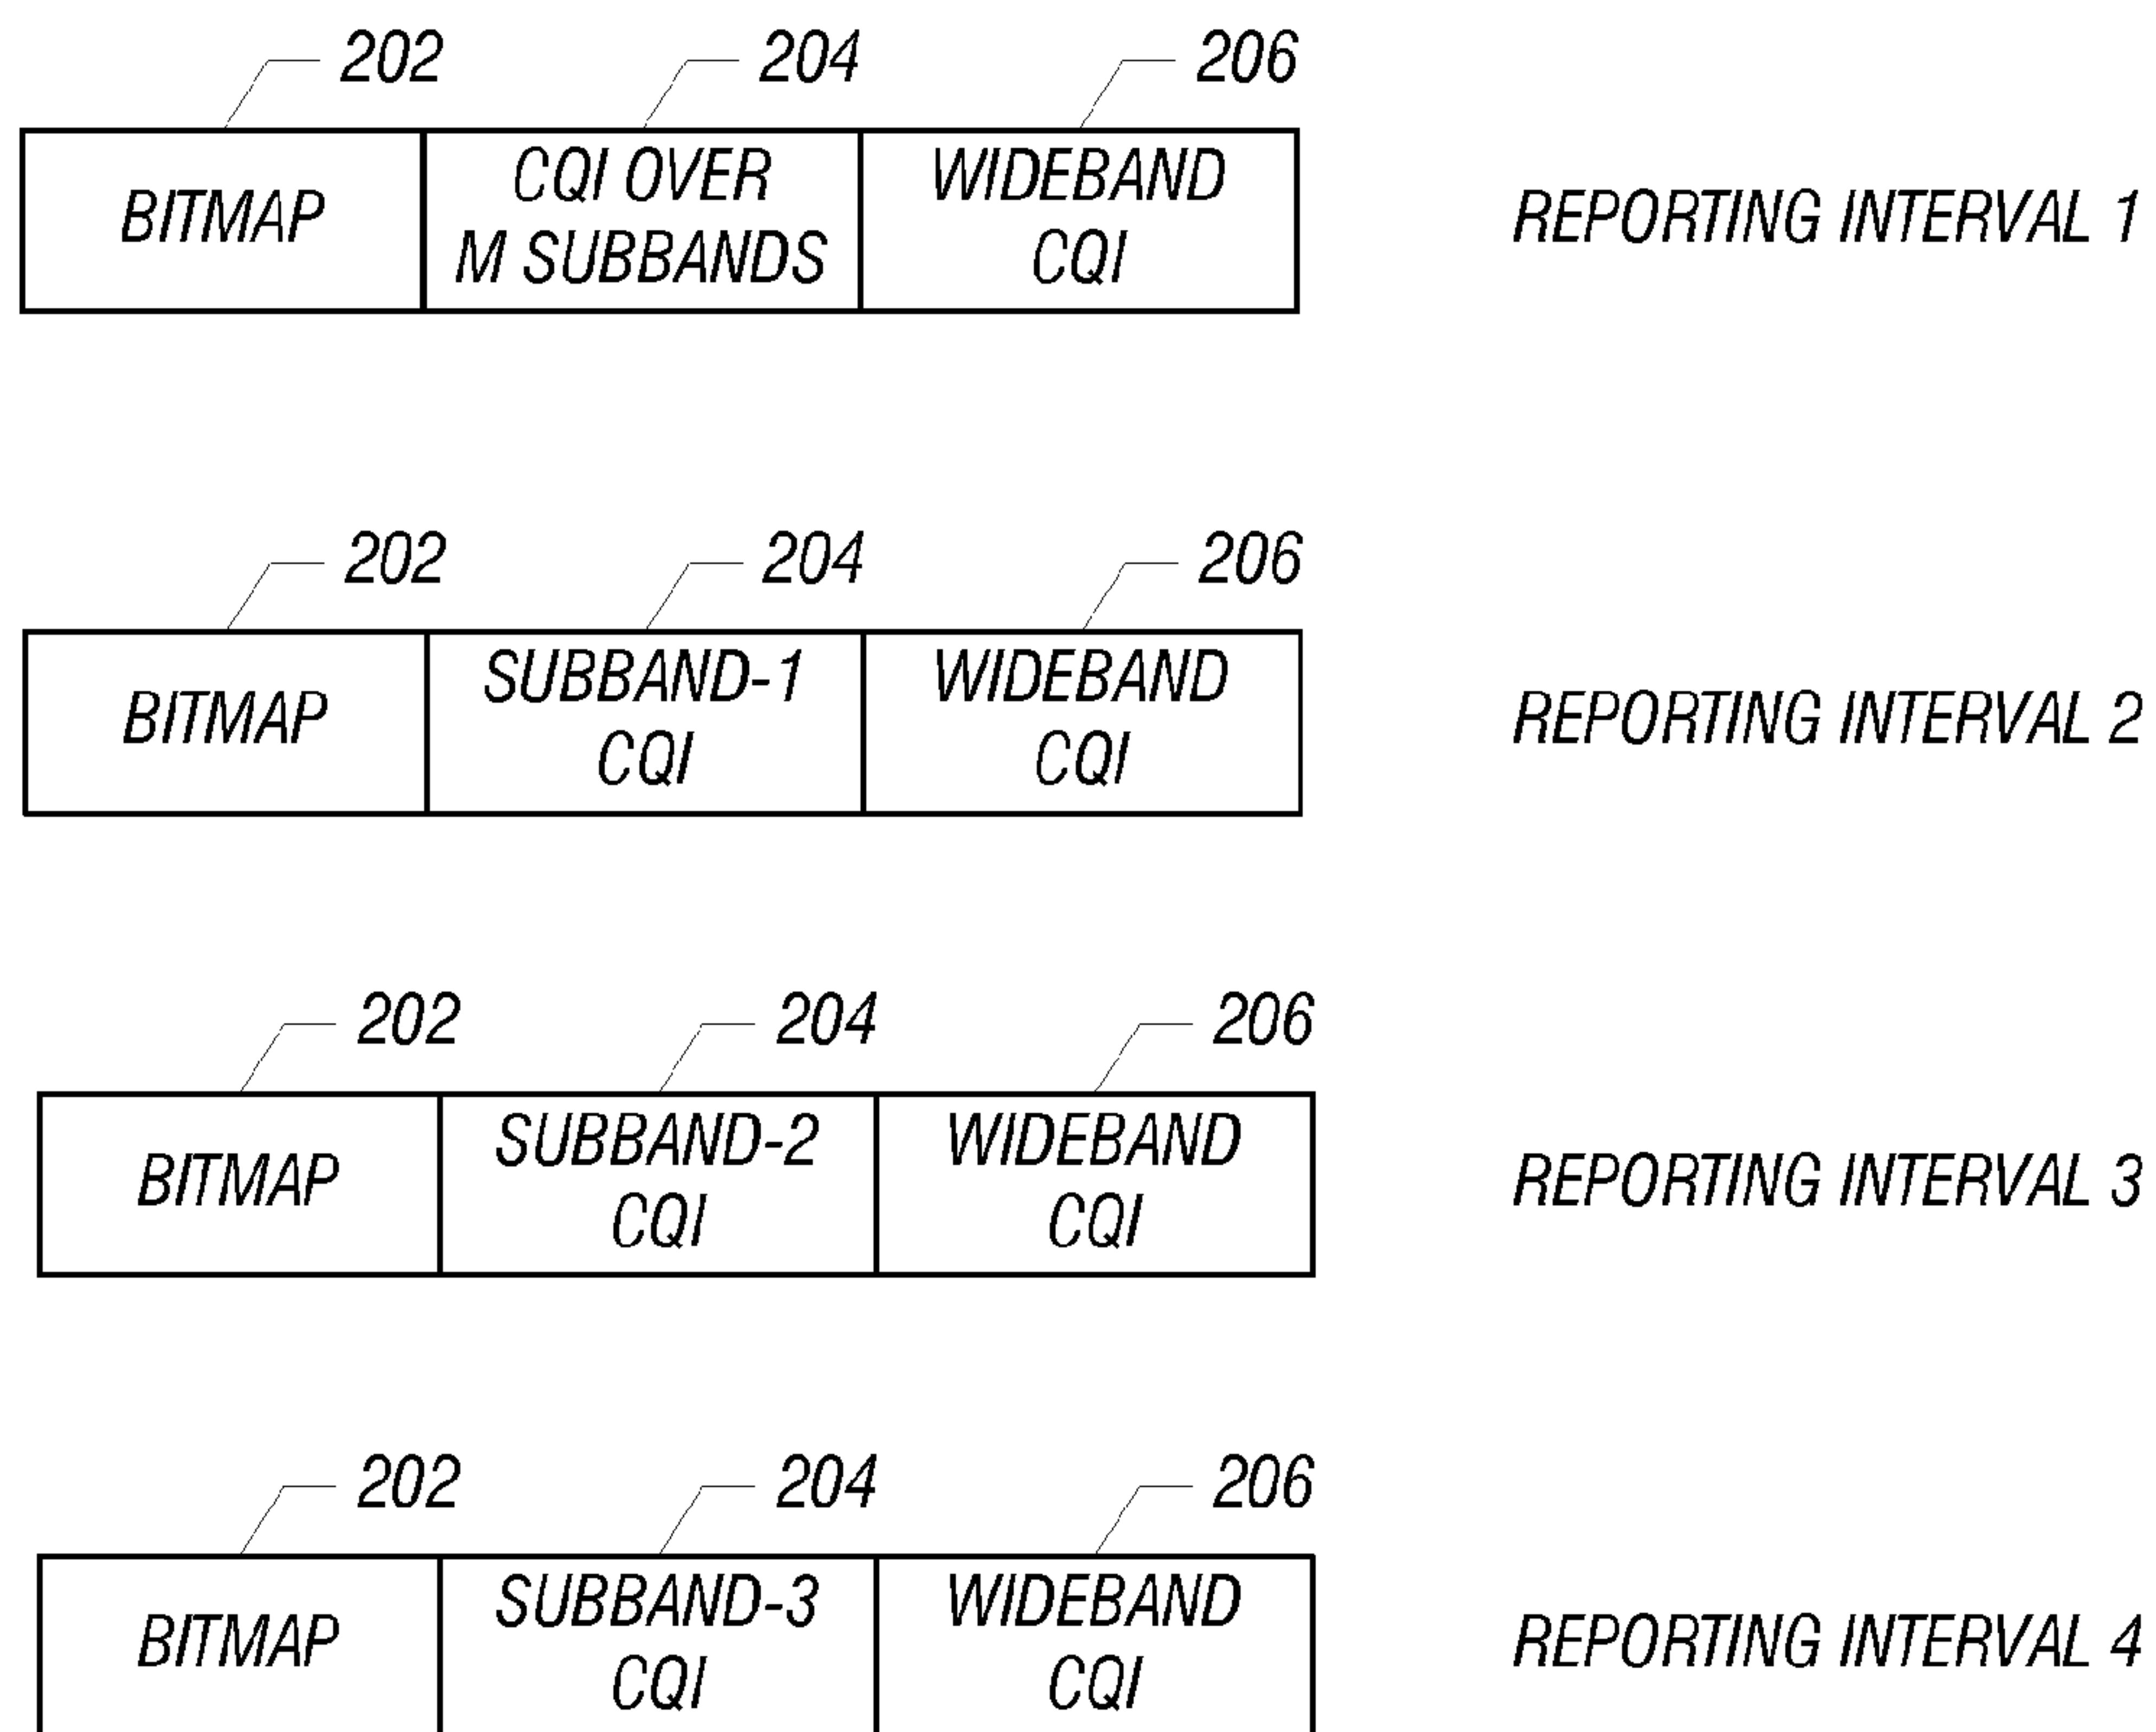 202 204 206
BITMAP
CQI OVER
M SUBBANDS
WIDEBAND
CQI
REPORTING INTERVAL 1
202 204 206
BITMAP
SUBBAND-1
CQI
WIDEBAND
CQI
REPORTING INTERVAL 2
202 204 206
BITMAP
SUBBAND-2
CQI
WIDEBAND
CQI
REPORTING INTERVAL 3
202 204 206
BITMAP
SUBBAND-3
CQI
WIDEBAND
CQI
REPORTING INTERVAL 4